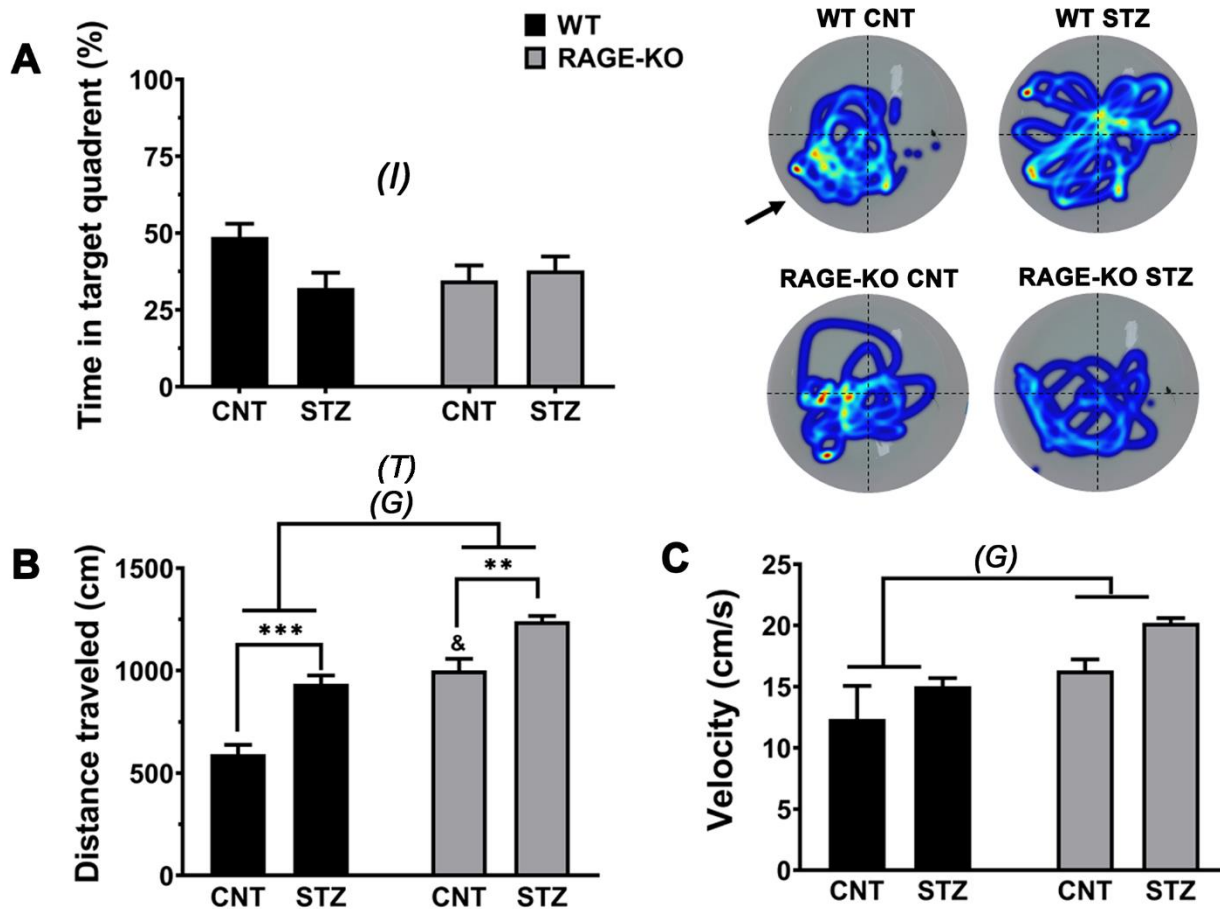 A
Time in target quadrent (%)
100
75
50
25
0
(I)
CNT STZ CNT STZ
WT
RAGE-KO
WT CNT WT STZ
RAGE-KO CNT RAGE-KO STZ
B
Distance traveled (cm)
1500
1000
500
0
(T)
(G)
***
&
**
CNT STZ CNT STZ
C
Velocity (cm/s)
25
20
15
10
5
0
(G)
CNT STZ CNT STZ